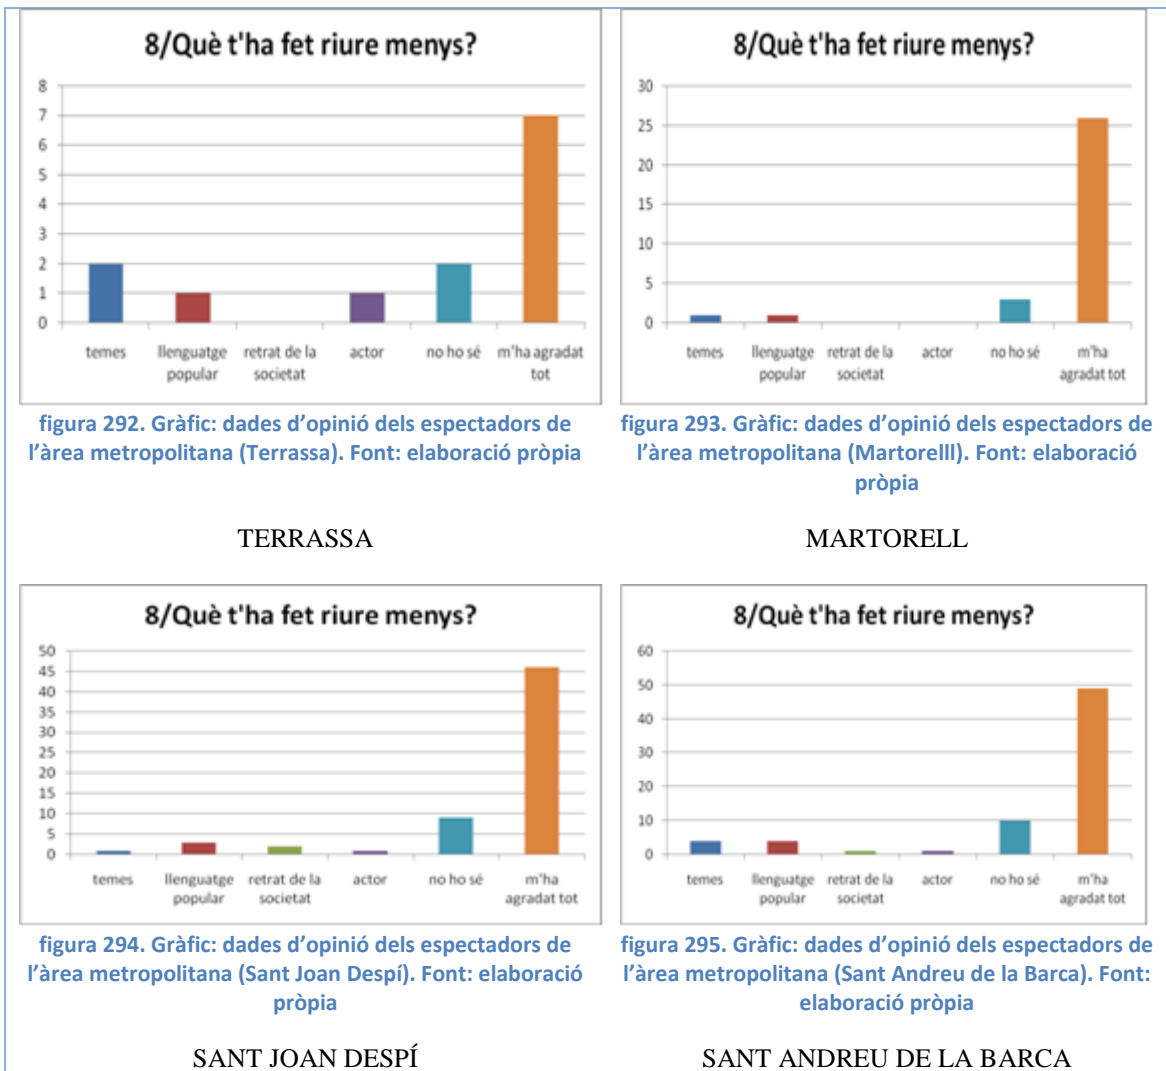 8/Què t'ha fet riure menys?
8
7
6
5
4
3
2
1
0
temes
llenguatge
popular
retrat de la
societat
actor
no ho sé
m'ha agradat
tot
figura 292. Gràfic: dades d’opinió dels espectadors de
l’àrea metropolitana (Terrassa). Font: elaboració pròpia
TERRASSA
8/Què t'ha fet riure menys?
30
25
20
15
10
5
0
temes
llenguatge
popular
retrat de la
societat
actor
no ho sé
m'ha
agradat tot
figura 293. Gràfic: dades d’opinió dels espectadors de
l’àrea metropolitana (Martorelll). Font: elaboració
pròpia
MARTORELL
8/Què t'ha fet riure menys?
50
45
40
35
30
25
20
15
10
5
0
temes
llenguatge
popular
retrat de la
societat
actor
no ho sé
m'ha
agradat tot
figura 294. Gràfic: dades d’opinió dels espectadors de
l’àrea metropolitana (Sant Joan Despí). Font: elaboració
pròpia
SANT JOAN DESPÍ
8/Què t'ha fet riure menys?
60
50
40
30
20
10
0
temes
llenguatge
popular
retrat de la
societat
actor
no ho sé
m'ha
agradat tot
figura 295. Gràfic: dades d’opinió dels espectadors de
l’àrea metropolitana (Sant Andreu de la Barca). Font:
elaboració pròpia
SANT ANDREU DE LA BARCA